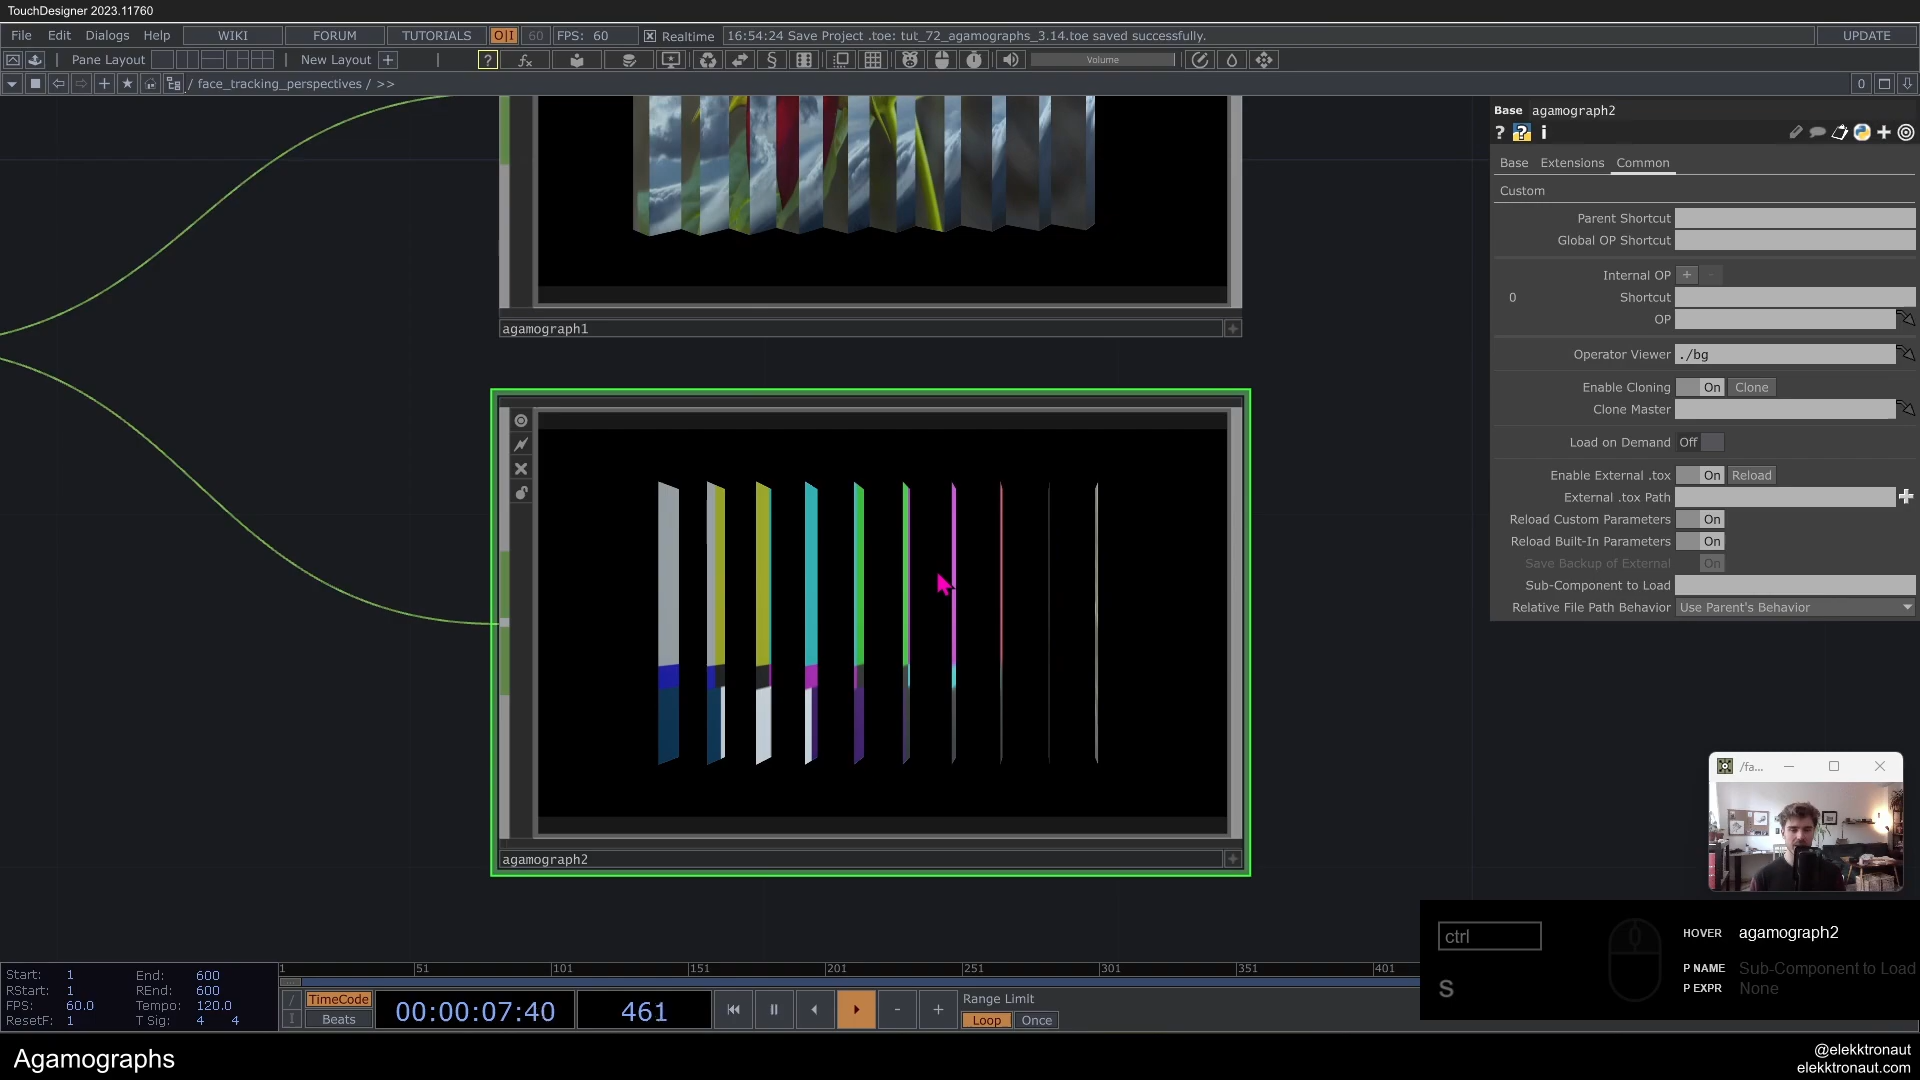 TouchDesigner 2023.11760
File Edit Dialogs Help WIKI FORUM TUTORIALS O|I 60 FPS: 60 Realtime 16:54:24 Save Project .toe: tut_72_agamographs_3.14.toe saved successfully. UPDATE
Pane Layout New Layout + ? fx Volume
/ face_tracking_perspectives / >> 0
Base agamograph2
? ? i
Base Extensions Common
Custom
Parent Shortcut
Global OP Shortcut
Internal OP + -
0 Shortcut
OP
Operator Viewer ./bg
Enable Cloning On Clone
Clone Master
Load on Demand Off
Enable External .tox On Reload
External .tox Path
Reload Custom Parameters On
Reload Built-In Parameters On
Save Backup of External On
Sub-Component to Load
Relative File Path Behavior Use Parent's Behavior
agamograph1
agamograph2
/fa...
ctrl
S
HOVER agamograph2
P NAME Sub-Component to Load
P EXPR None
1 51 101 151 201 251 301 351 401
Start: 1 End: 600
RStart: 1 REnd: 600
FPS: 60.0 Tempo: 120.0
ResetF: 1 T Sig: 4 4
/ TimeCode
I Beats
00:00:07:40 461 - +
Range Limit
Loop Once
Agamographs
@elekktronaut
elekktronaut.com